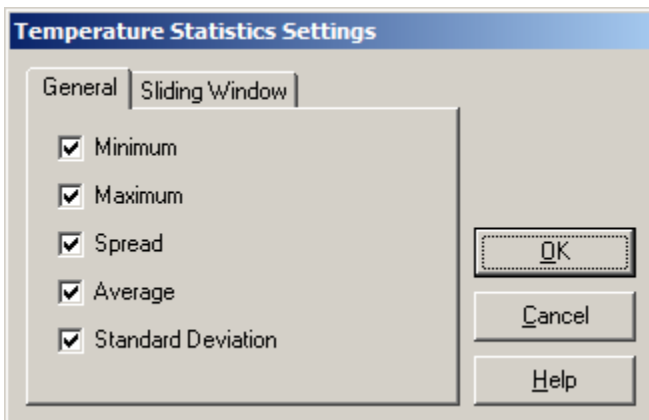 Temperature Statistics Settings
General
Sliding Window
Minimum
Maximum
Spread
Average
Standard Deviation
OK
Cancel
Help